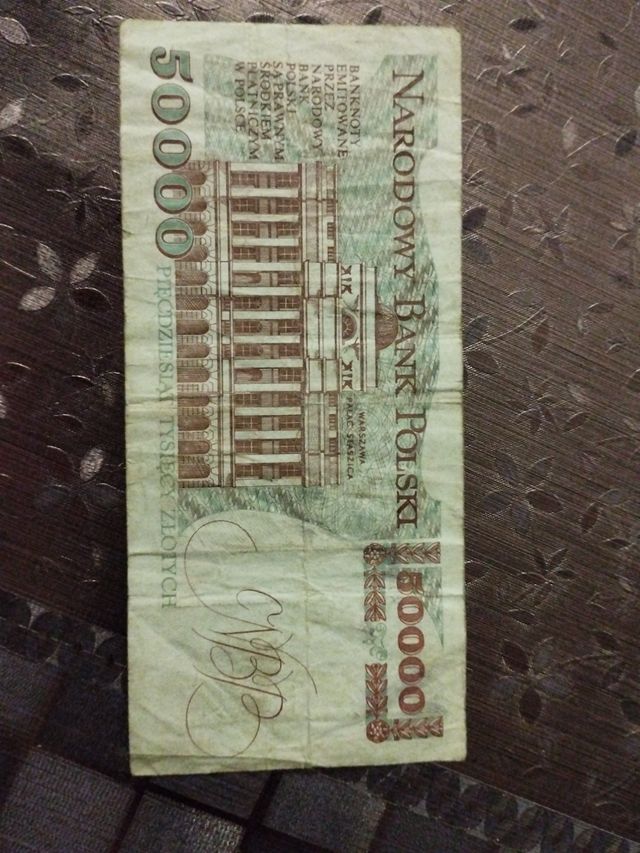 NARODOWY BANK POLSKI
BANKNOTY
EMITOWANE
PRZEZ
NARODOWY
BANK
POLSKI
SĄ PRAWNYM
ŚRODKIEM
PŁATNICZYM
W POLSCE
50000
WARSZAWA
PAŁAC STASZICA
NBP
50000
PIĘĆDZIESIĄT TYSIĘCY ZŁOTYCH